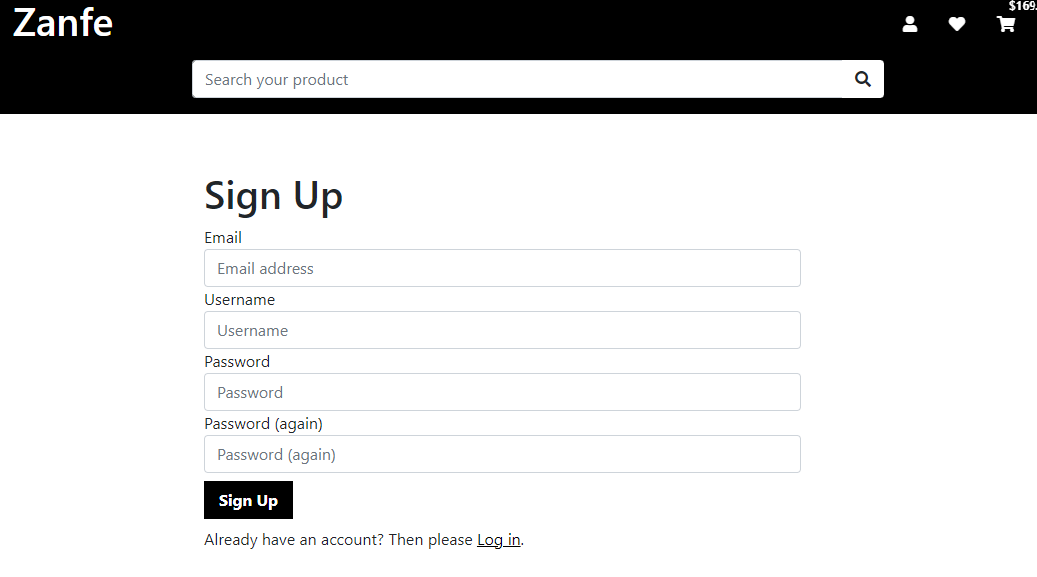 Zanfe
$169.
Search your product
Sign Up
Email
Email address
Username
Username
Password
Password
Password (again)
Password (again)
Sign Up
Already have an account? Then please Log in.